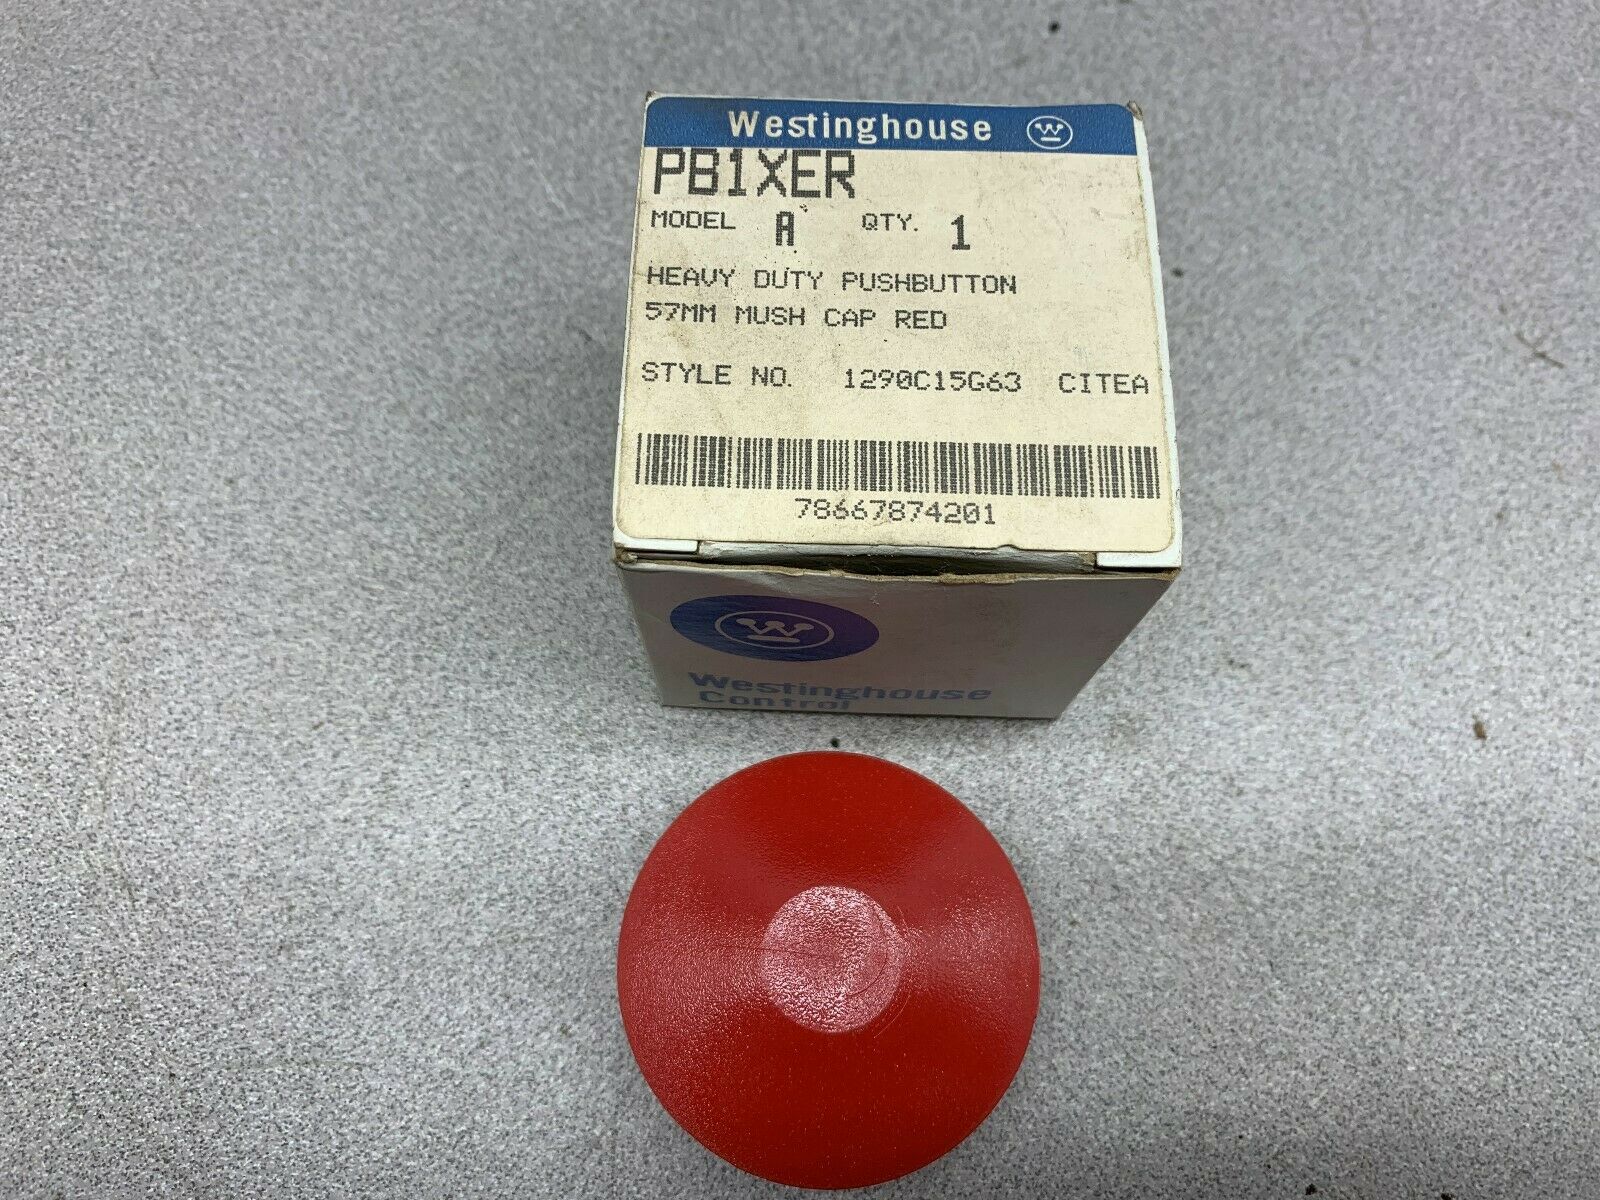 Westinghouse
PB1XER
MODEL A QTY. 1
HEAVY DUTY PUSHBUTTON
57MM MUSH CAP RED
STYLE NO. 1290C15G63 CITEA
78667874201
Westinghouse
Control